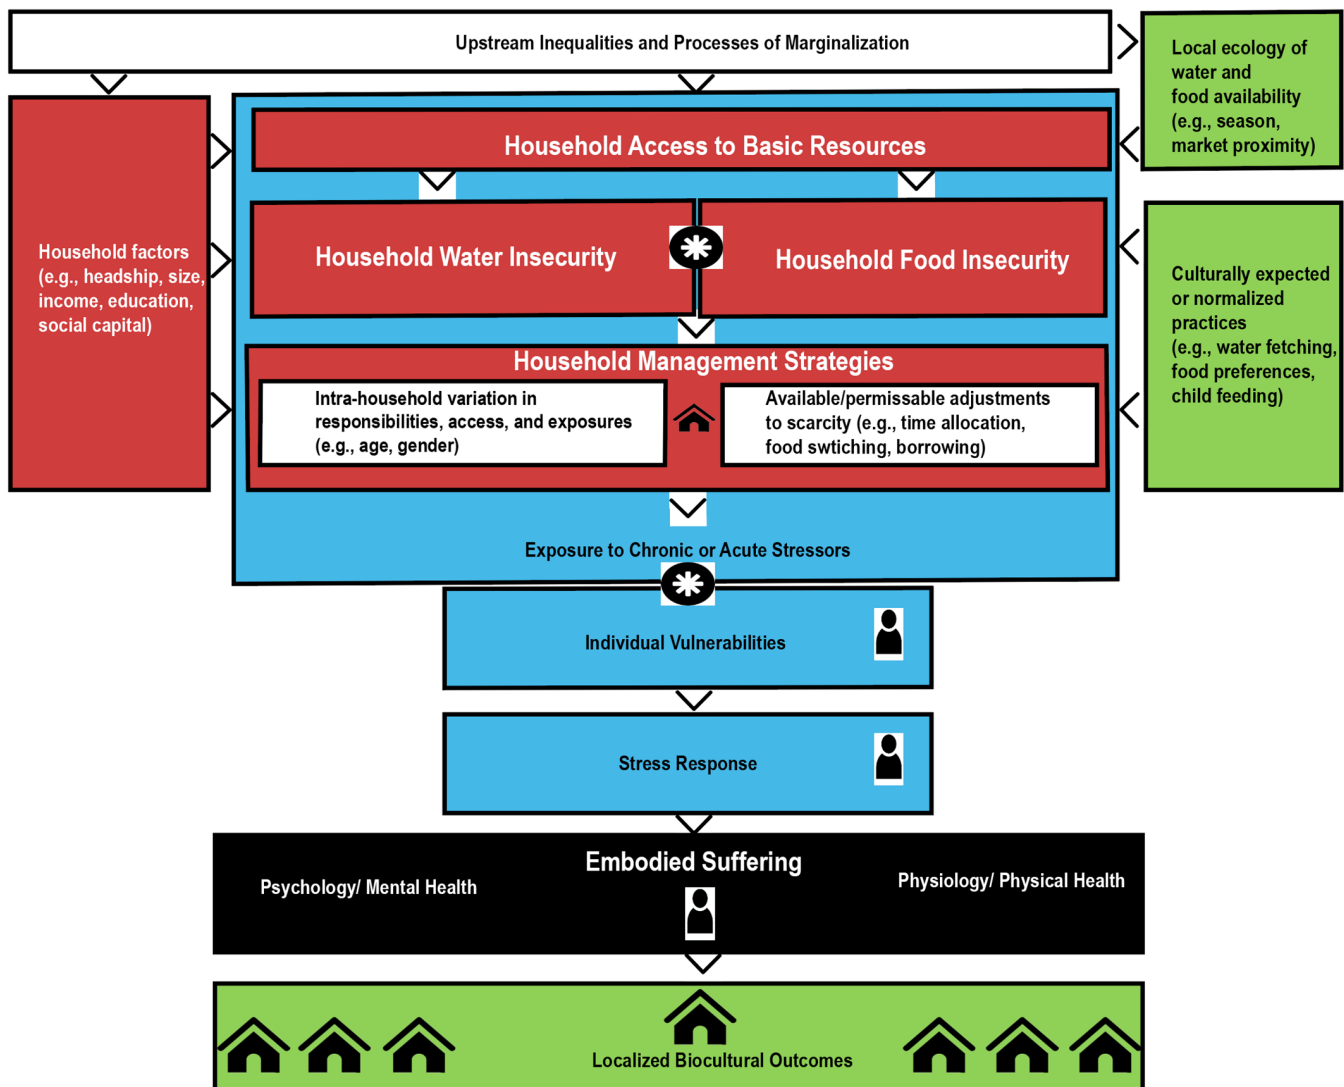 Upstream Inequalities and Processes of Marginalization
Local ecology of
water and
food availability
(e.g., season,
market proximity)
Household Access to Basic Resources
Household factors
(e.g., headship, size,
income, education,
social capital)
Household Water Insecurity
Household Food Insecurity
Culturally expected
or normalized
practices
(e.g., water fetching,
food preferences,
child feeding)
Household Management Strategies
Intra-household variation in
responsibilities, access, and exposures
(e.g., age, gender)
Available/permissable adjustments
to scarcity (e.g., time allocation,
food swtiching, borrowing)
Exposure to Chronic or Acute Stressors
Individual Vulnerabilities
Stress Response
Embodied Suffering
Psychology/ Mental Health
Physiology/ Physical Health
Localized Biocultural Outcomes